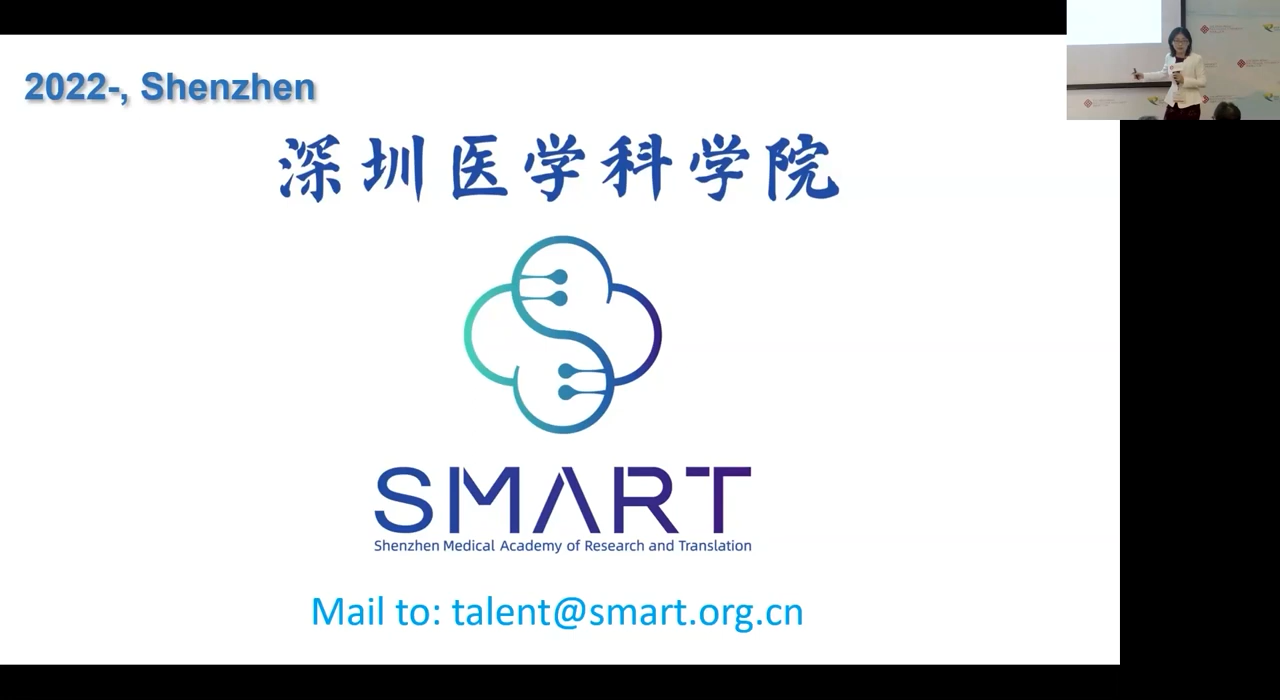 2022-, Shenzhen
深圳医学科学院
SMART
Shenzhen Medical Academy of Research and Translation
Mail to: talent@smart.org.cn